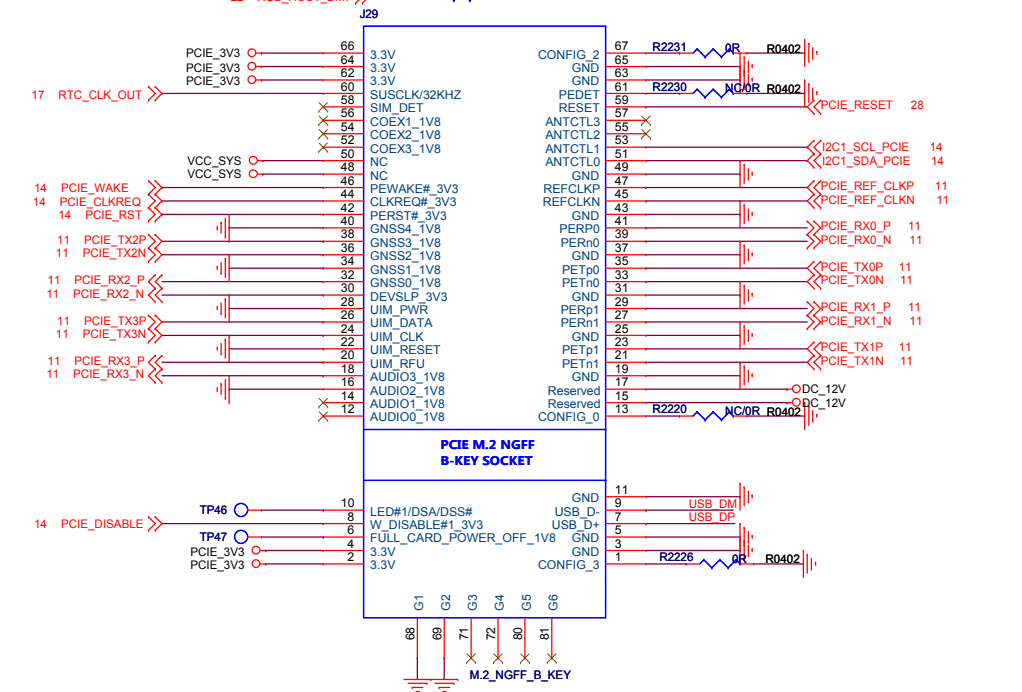 J29
PCIE_3V3 66 3.3V CONFIG_2 67 R2231 0R R0402
PCIE_3V3 64 3.3V GND 65
PCIE_3V3 62 3.3V GND 63
17 RTC_CLK_OUT 60 SUSCLK/32KHZ PEDET 61 R2230 NC/0R R0402
58 SIM_DET RESET 59 PCIE_RESET 28
56 COEX1_1V8 ANTCTL3 57
54 COEX2_1V8 ANTCTL2 55
52 COEX3_1V8 ANTCTL1 53 I2C1_SCL_PCIE 14
VCC_SYS 50 NC ANTCTL0 51 I2C1_SDA_PCIE 14
VCC_SYS 48 NC GND 49
14 PCIE_WAKE 46 PEWAKE#_3V3 REFCLKP 47 PCIE_REF_CLKP 11
14 PCIE_CLKREQ 44 CLKREQ#_3V3 REFCLKN 45 PCIE_REF_CLKN 11
14 PCIE_RST 42 PERST#_3V3 GND 43
40 GNSS4_1V8 PERP0 41 PCIE_RX0_P 11
11 PCIE_TX2P 38 GNSS3_1V8 PERn0 39 PCIE_RX0_N 11
11 PCIE_TX2N 36 GNSS2_1V8 GND 37
34 GNSS1_1V8 PETp0 35 PCIE_TX0P 11
11 PCIE_RX2_P 32 GNSS0_1V8 PETn0 33 PCIE_TX0N 11
11 PCIE_RX2_N 30 DEVSLP_3V3 GND 31
28 UIM_PWR PERp1 29 PCIE_RX1_P 11
11 PCIE_TX3P 26 UIM_DATA PERn1 27 PCIE_RX1_N 11
11 PCIE_TX3N 24 UIM_CLK GND 25
22 UIM_RESET PETp1 23 PCIE_TX1P 11
11 PCIE_RX3_P 20 UIM_RFU PETn1 21 PCIE_TX1N 11
11 PCIE_RX3_N 18 AUDIO3_1V8 GND 19
16 AUDIO2_1V8 Reserved 17 DC_12V
14 AUDIO1_1V8 Reserved 15 DC_12V
12 AUDIO0_1V8 CONFIG_0 13 R2220 NC/0R R0402
PCIE M.2 NGFF
B-KEY SOCKET
GND 11
TP46 10 LED#1/DSA/DSS# USB_D- 9 USB_DM
14 PCIE_DISABLE 8 W_DISABLE#1_3V3 USB_D+ 7 USB_DP
TP47 6 FULL_CARD_POWER_OFF_1V8 GND 5
PCIE_3V3 4 3.3V GND 3
PCIE_3V3 2 3.3V CONFIG_3 1 R2226 0R R0402
G1 G2 G3 G4 G5 G6
68 69 71 72 80 81
M.2_NGFF_B_KEY